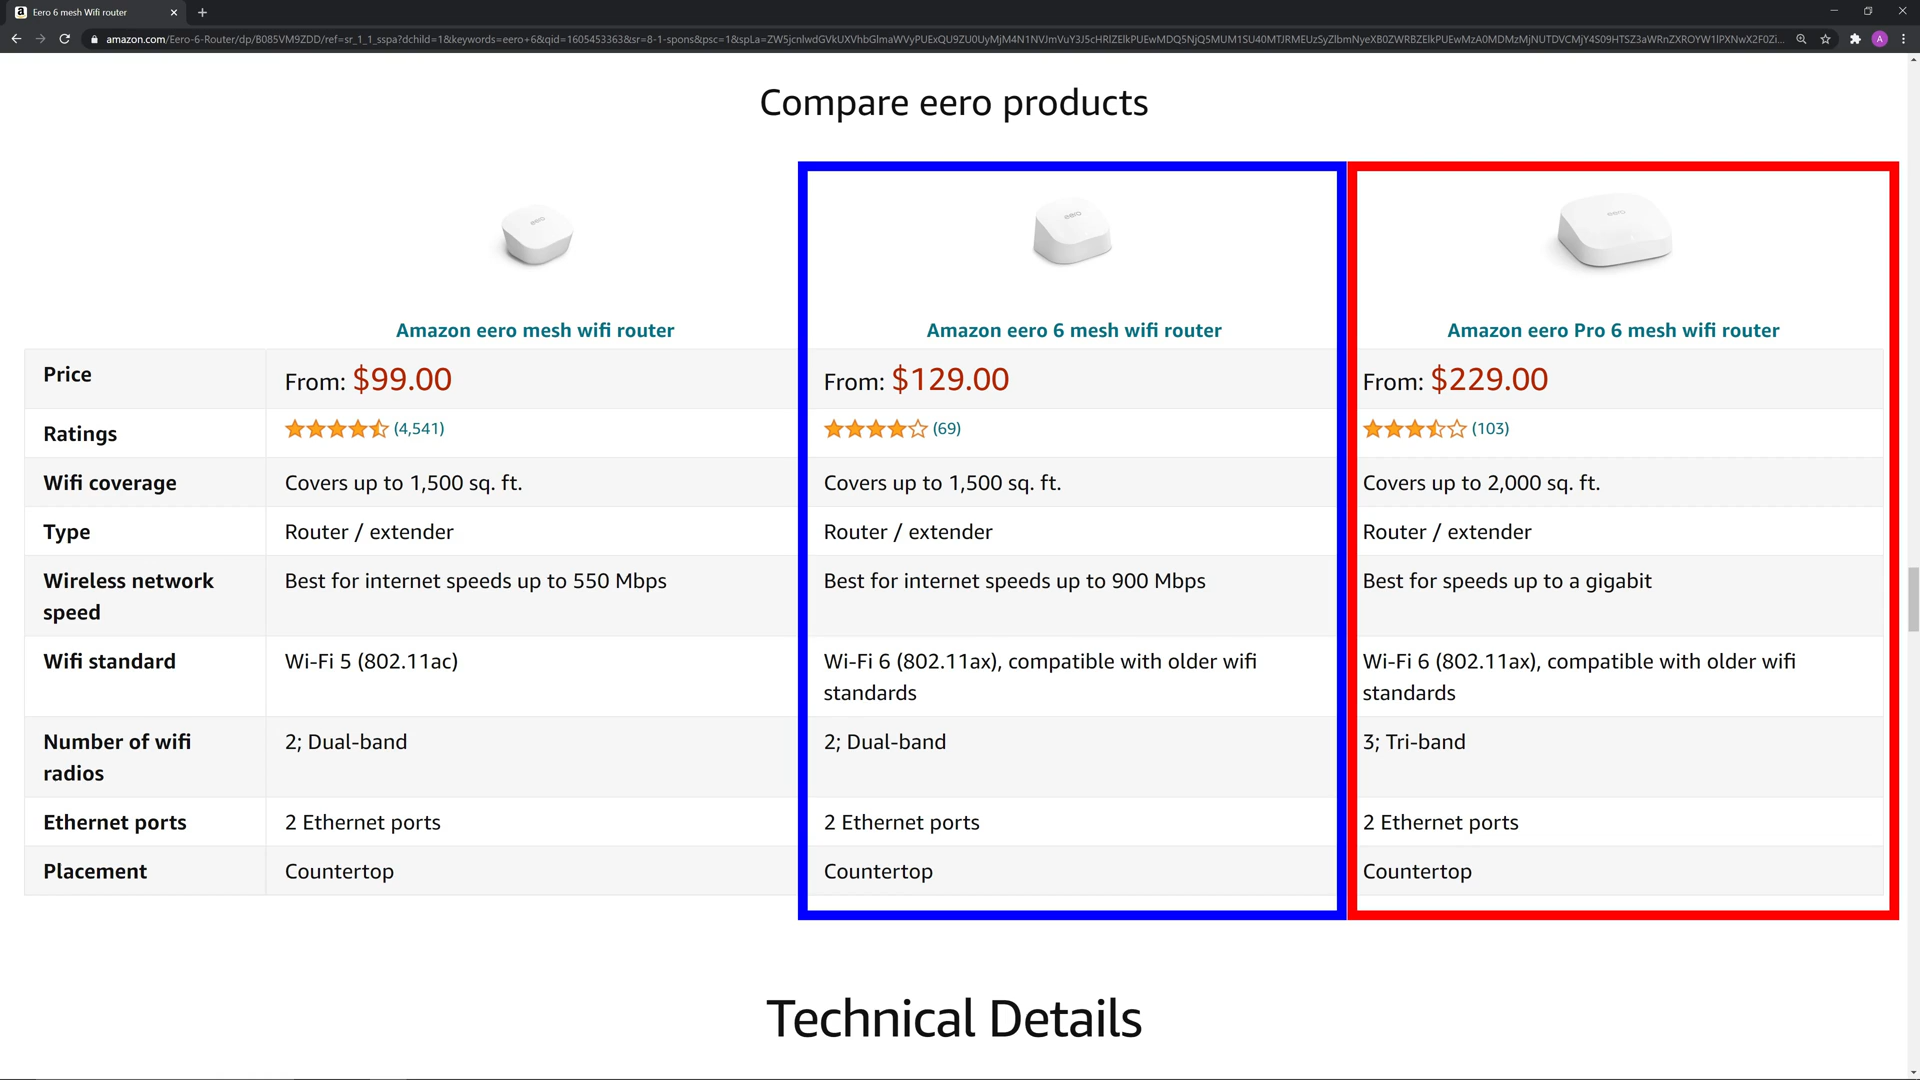 Eero 6 mesh Wifi router
Compare eero products
eero
eero
eero
Amazon eero mesh wifi router
Amazon eero 6 mesh wifi router
Amazon eero Pro 6 mesh wifi router
Price
From: $99.00
From: $129.00
From: $229.00
Ratings
(4,541)
(69)
(103)
Wifi coverage
Covers up to 1,500 sq. ft.
Covers up to 1,500 sq. ft.
Covers up to 2,000 sq. ft.
Type
Router / extender
Router / extender
Router / extender
Wireless network
speed
Best for internet speeds up to 550 Mbps
Best for internet speeds up to 900 Mbps
Best for speeds up to a gigabit
Wifi standard
Wi-Fi 5 (802.11ac)
Wi-Fi 6 (802.11ax), compatible with older wifi
standards
Wi-Fi 6 (802.11ax), compatible with older wifi
standards
Number of wifi
radios
2; Dual-band
2; Dual-band
3; Tri-band
Ethernet ports
2 Ethernet ports
2 Ethernet ports
2 Ethernet ports
Placement
Countertop
Countertop
Countertop
Technical Details